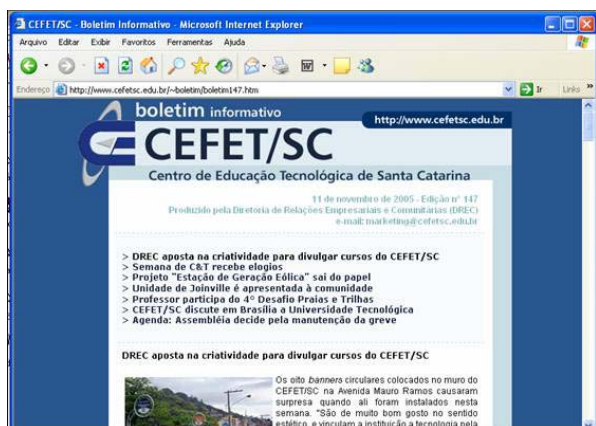 CEFET/SC - Boletim Informativo - Microsoft Internet Explorer
Arquivo Editar Exibir Favoritos Ferramentas Ajuda
Endereço http://www.cefetsc.edu.br/~boletim/boletim147.htm Ir Links »
boletim informativo
http://www.cefetsc.edu.br
CEFET/SC
Centro de Educação Tecnológica de Santa Catarina
11 de novembro de 2005 - Edição nº 147
Produzido pela Diretoria de Relações Empresariais e Comunitárias (DREC)
e-mail: marketing@cefetsc.edu.br
> DREC aposta na criatividade para divulgar cursos do CEFET/SC
> Semana de C&T recebe elogios
> Projeto "Estação de Geração Eólica" sai do papel
> Unidade de Joinville é apresentada à comunidade
> Professor participa do 4º Desafio Praias e Trilhas
> CEFET/SC discute em Brasília a Universidade Tecnológica
> Agenda: Assembléia decide pela manutenção da greve
DREC aposta na criatividade para divulgar cursos do CEFET/SC
Os oito banners circulares colocados no muro do
CEFET/SC na Avenida Mauro Ramos causaram
surpresa quando ali foram instalados nesta
semana. "São de muito bom gosto no sentido
estético, e vinculam a instituição a tecnologia pela